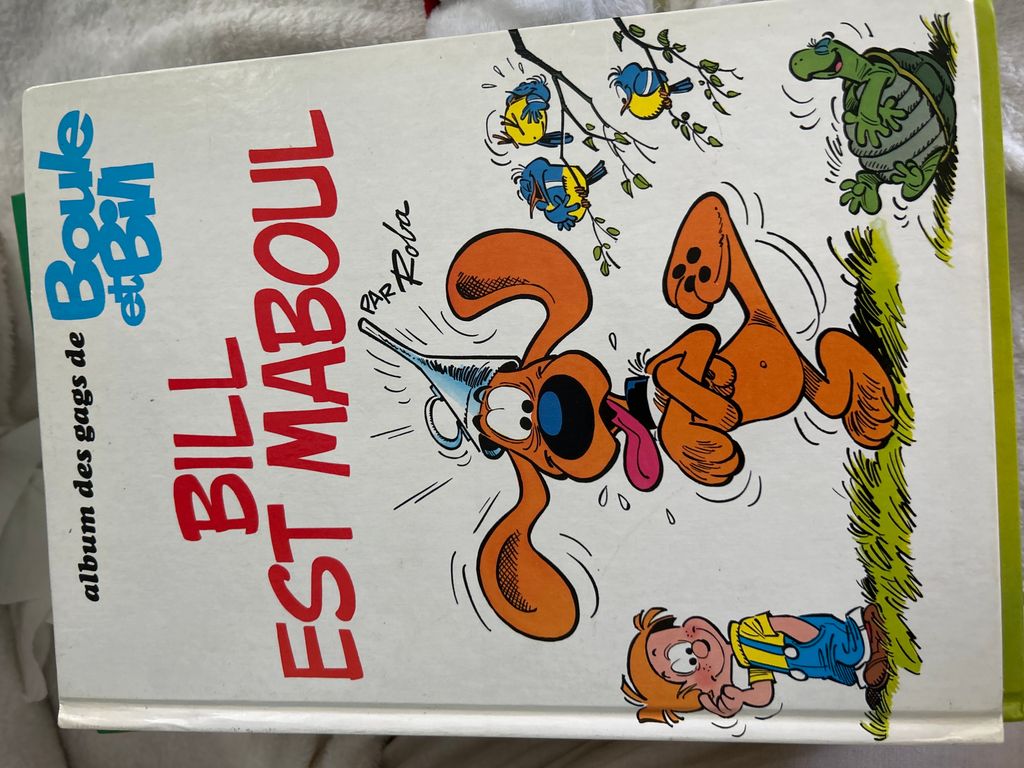 album des gags de Boule
et Bill
BILL
EST MABOUL
PAR Roba